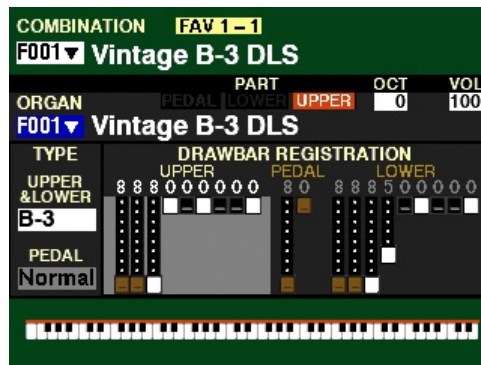 COMBINATION FAV 1 – 1
F001▼ Vintage B-3 DLS
PART OCT VOL
ORGAN PEDAL LOWER UPPER 0 100
F001▼ Vintage B-3 DLS
TYPE DRAWBAR REGISTRATION
UPPER PEDAL LOWER
UPPER
&LOWER
888000000 80 888500000
B-3
PEDAL
Normal